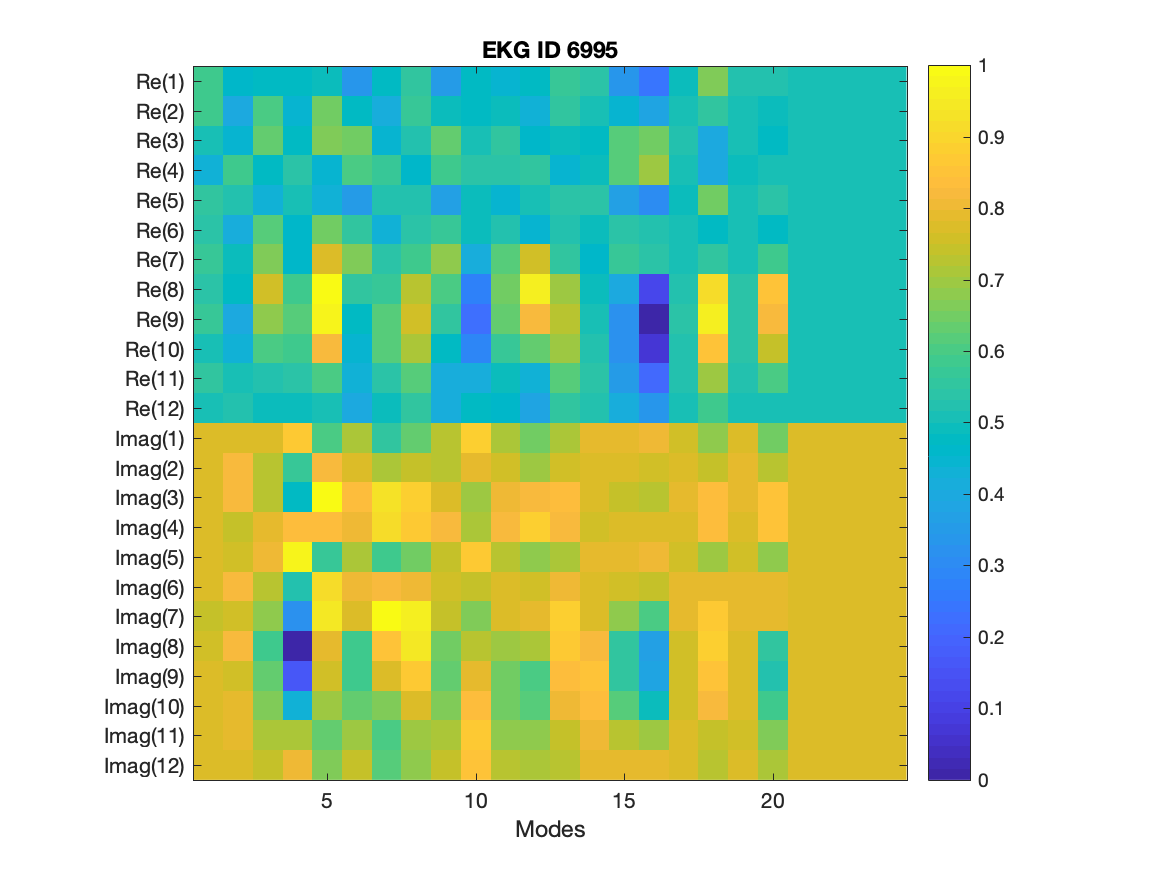 EKG ID 6995
Re(1)
Re(2)
Re(3)
Re(4)
Re(5)
Re(6)
Re(7)
Re(8)
Re(9)
Re(10)
Re(11)
Re(12)
Imag(1)
Imag(2)
Imag(3)
Imag(4)
Imag(5)
Imag(6)
Imag(7)
Imag(8)
Imag(9)
Imag(10)
Imag(11)
Imag(12)
5 10 15 20
Modes
1
0.9
0.8
0.7
0.6
0.5
0.4
0.3
0.2
0.1
0